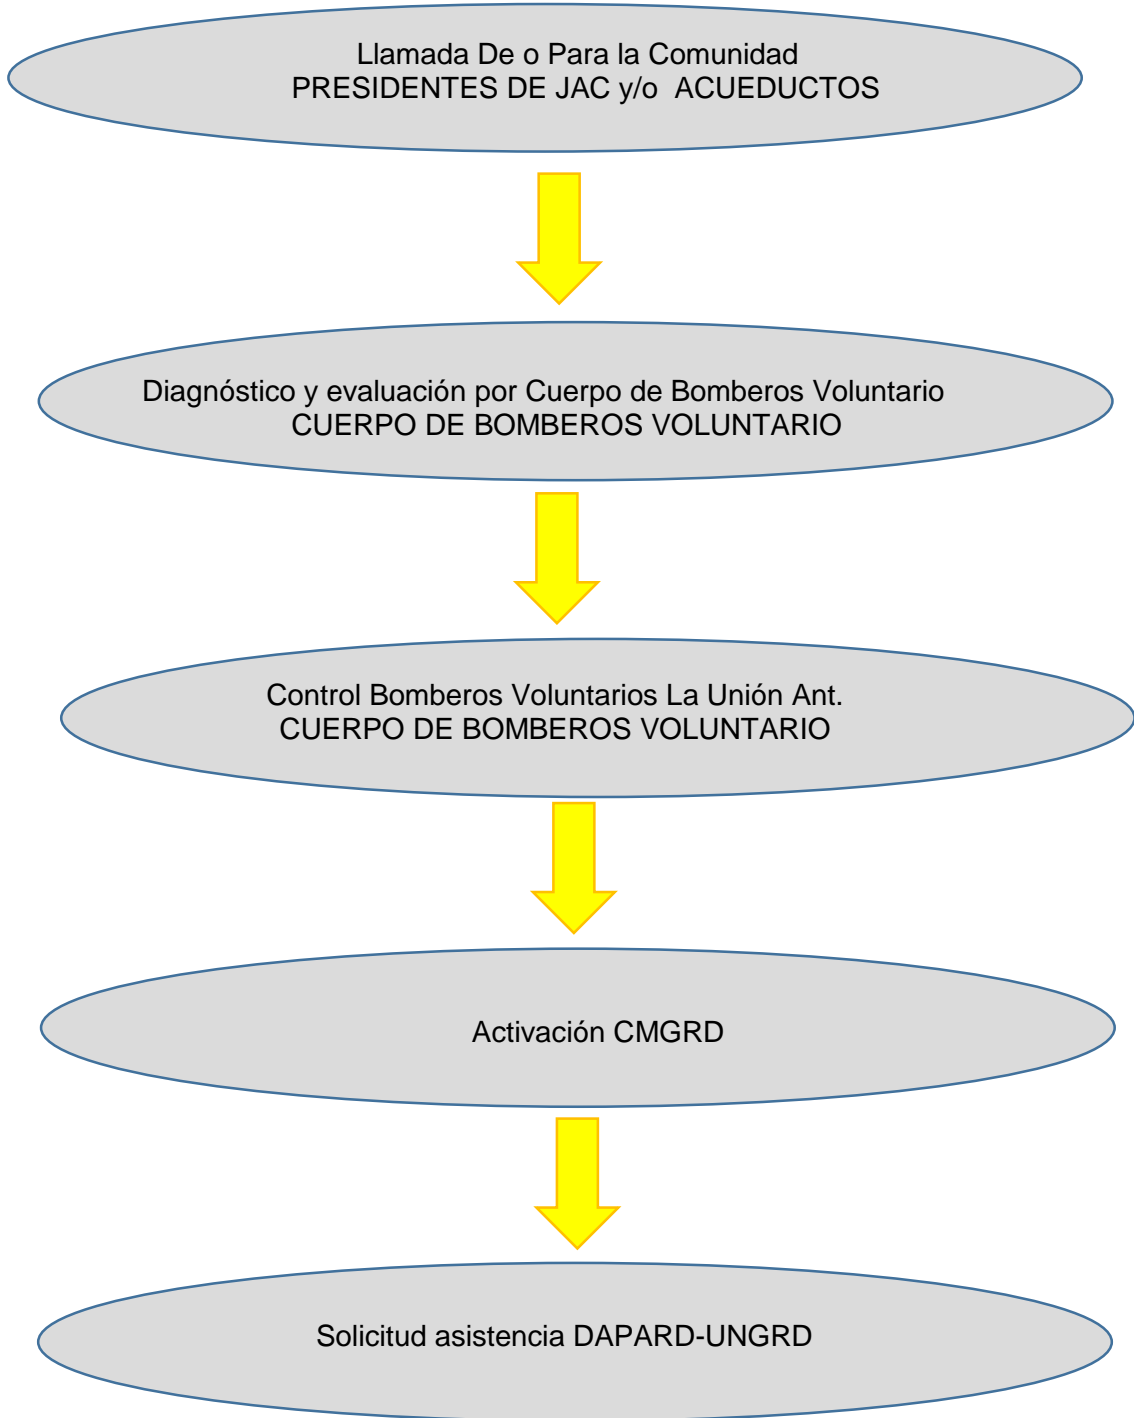 Llamada De o Para la Comunidad
PRESIDENTES DE JAC y/o ACUEDUCTOS
Diagnóstico y evaluación por Cuerpo de Bomberos Voluntario
CUERPO DE BOMBEROS VOLUNTARIO
Control Bomberos Voluntarios La Unión Ant.
CUERPO DE BOMBEROS VOLUNTARIO
Activación CMGRD
Solicitud asistencia DAPARD-UNGRD